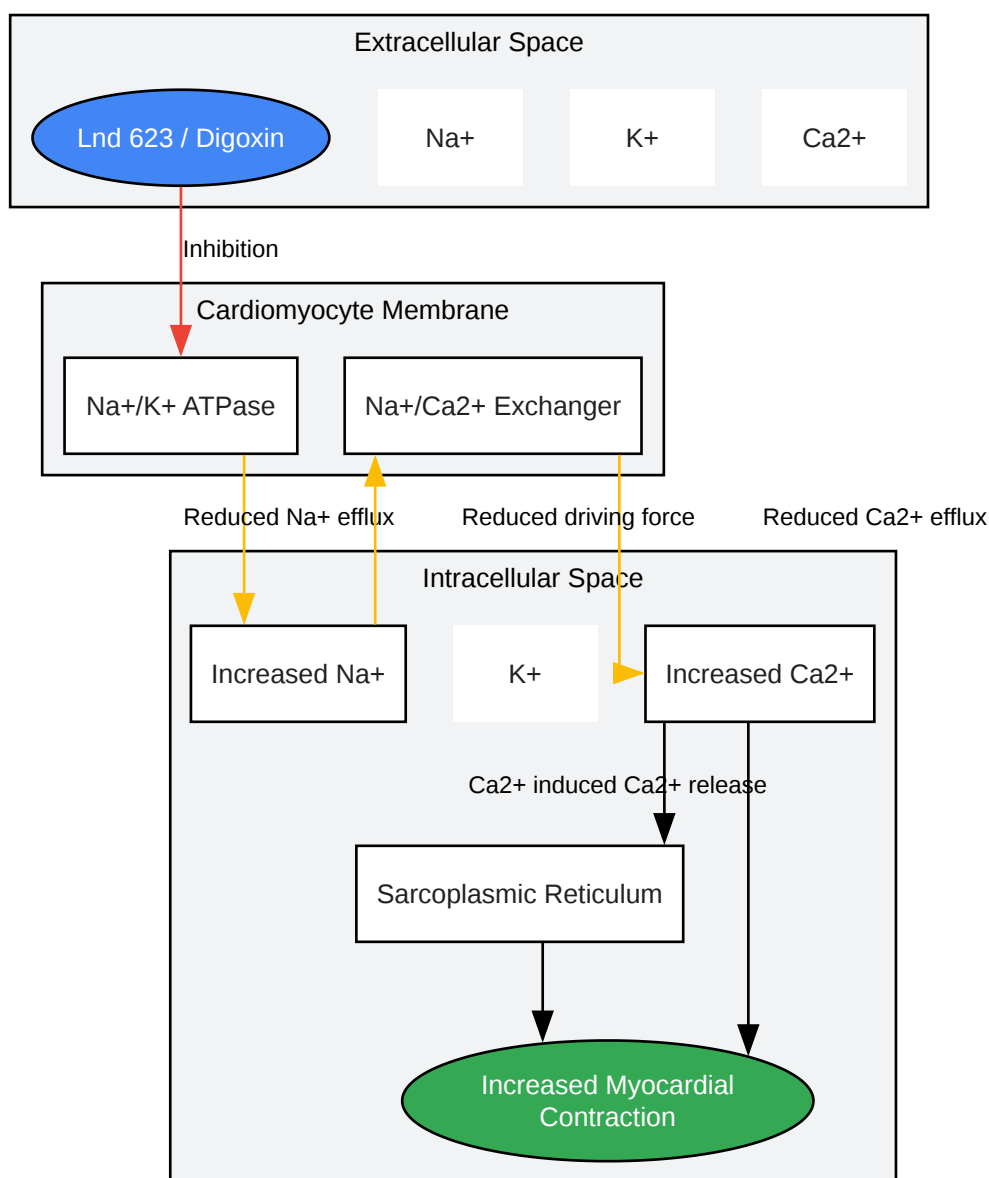 Extracellular Space
Lnd 623 / Digoxin
Na+
K+
Ca2+
Inhibition
Cardiomyocyte Membrane
Na+/K+ ATPase
Na+/Ca2+ Exchanger
Reduced Na+ efflux
Reduced driving force
Reduced Ca2+ efflux
Intracellular Space
Increased Na+
K+
Increased Ca2+
Ca2+ induced Ca2+ release
Sarcoplasmic Reticulum
Increased Myocardial
Contraction